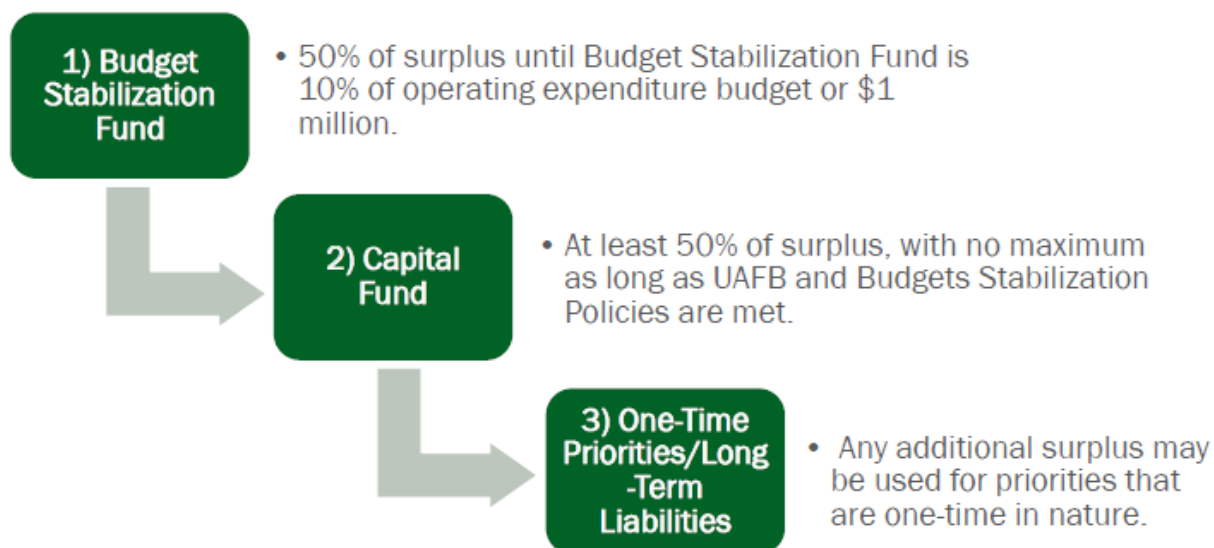 1) Budget
Stabilization
Fund
• 50% of surplus until Budget Stabilization Fund is
10% of operating expenditure budget or $1
million.
2) Capital
Fund
• At least 50% of surplus, with no maximum
as long as UAFB and Budgets Stabilization
Policies are met.
3) One-Time
Priorities/Long
-Term
Liabilities
• Any additional surplus may
be used for priorities that
are one-time in nature.